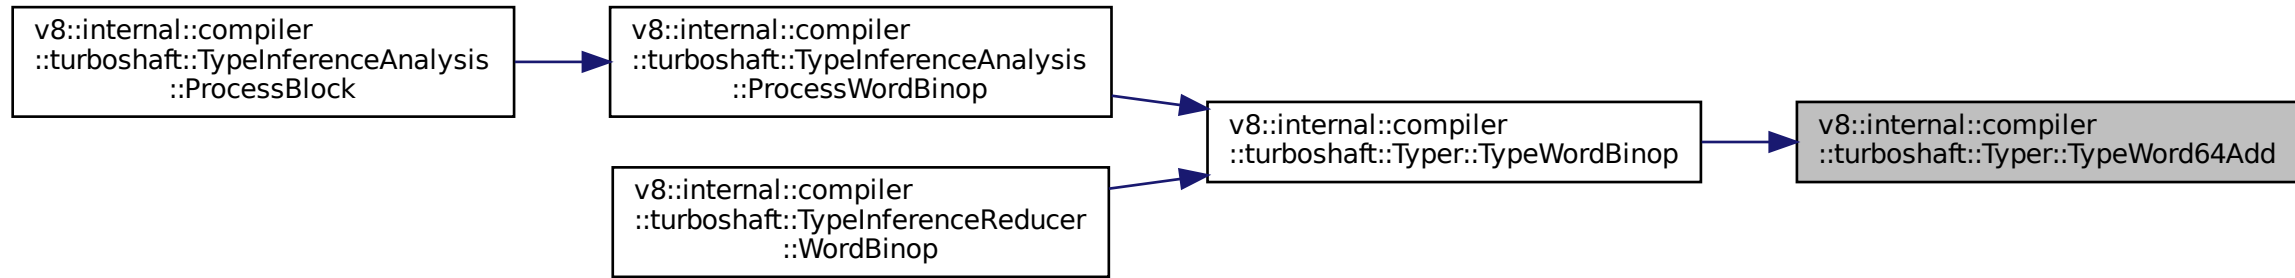 v8::internal::compiler
::turboshaft::TypeInferenceAnalysis
::ProcessBlock
v8::internal::compiler
::turboshaft::TypeInferenceAnalysis
::ProcessWordBinop
v8::internal::compiler
::turboshaft::TypeInferenceReducer
::WordBinop
v8::internal::compiler
::turboshaft::Typer::TypeWordBinop
v8::internal::compiler
::turboshaft::Typer::TypeWord64Add